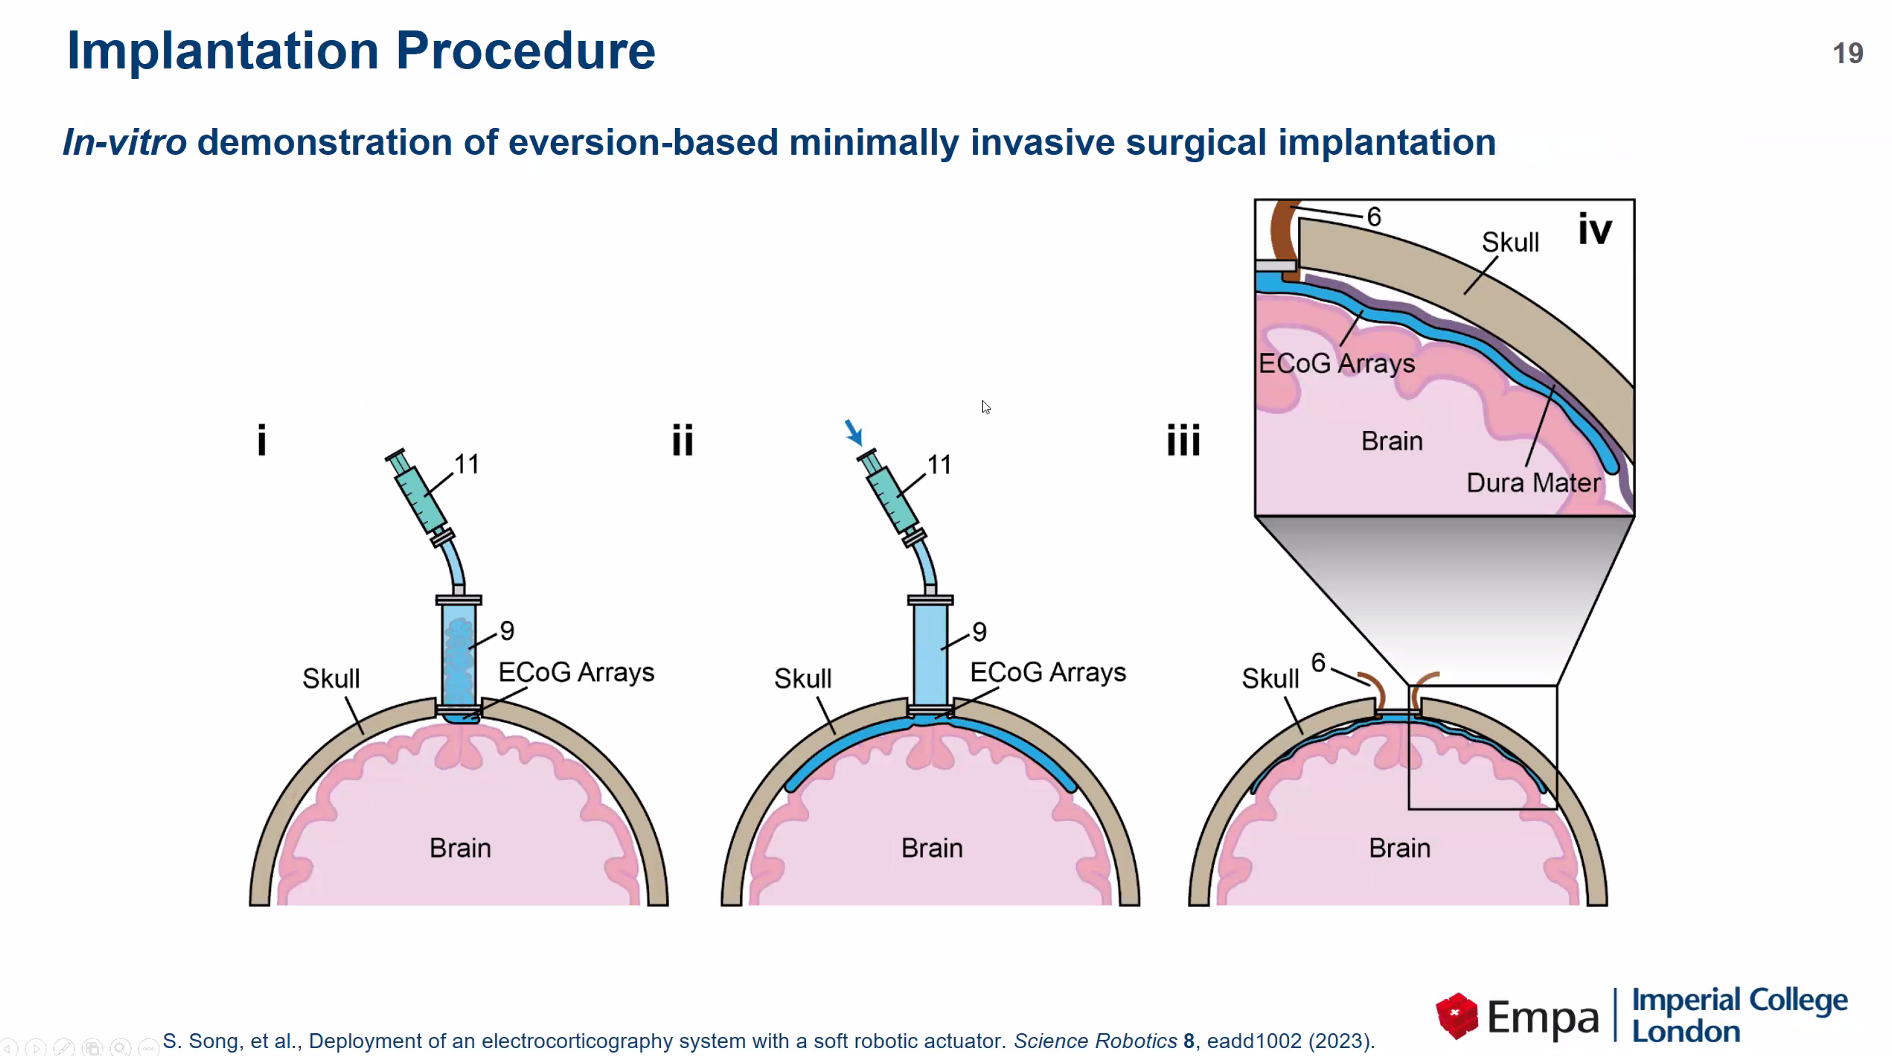 Implantation Procedure
19
In-vitro demonstration of eversion-based minimally invasive surgical implantation
i
11
9
ECoG Arrays
Skull
Brain
ii
11
9
ECoG Arrays
Skull
Brain
iii
Skull
6
Brain
iv
6
Skull
ECoG Arrays
Brain
Dura Mater
S. Song, et al., Deployment of an electrocorticography system with a soft robotic actuator. Science Robotics 8, eadd1002 (2023).
Empa
Imperial College
London